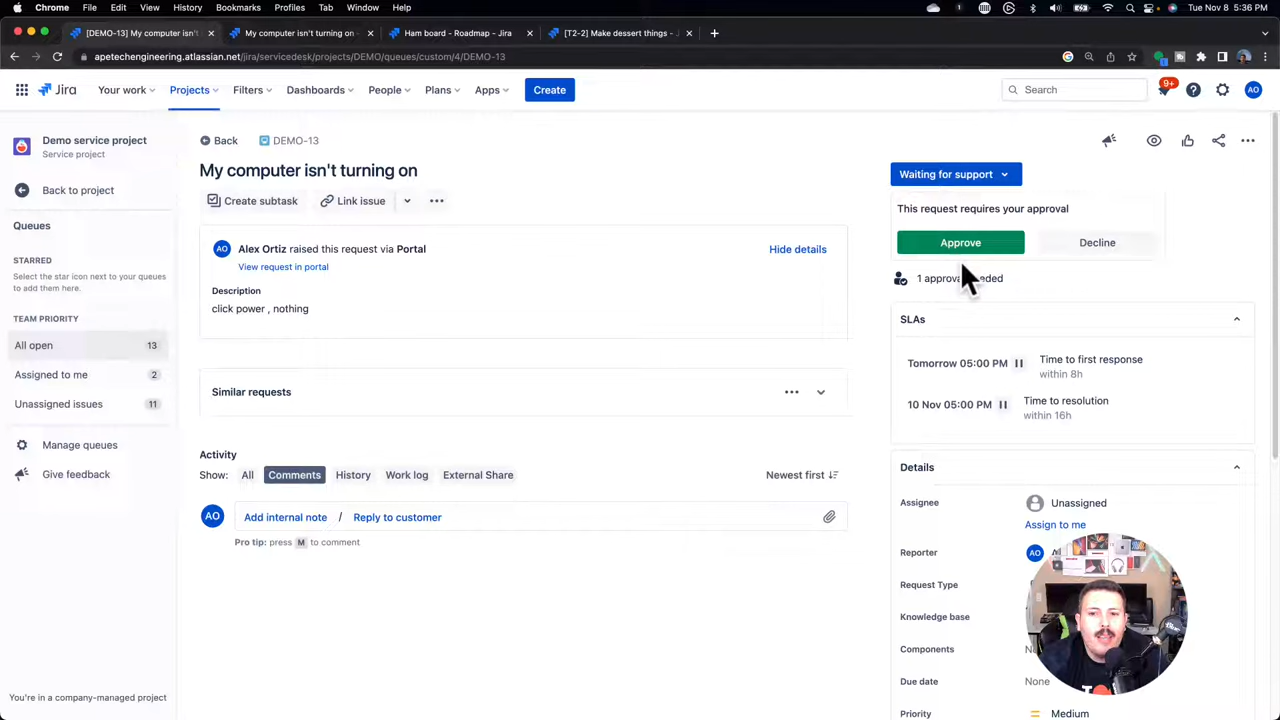 Chrome File Edit View History Bookmarks Profiles Tab Window Help Tue Nov 8 5:36 PM
[DEMO-13] My computer isn't
My computer isn't turning on -
Ham board - Roadmap - Jira
[T2-2] Make dessert things - J
apetechengineering.atlassian.net/jira/servicedesk/projects/DEMO/queues/custom/4/DEMO-13
Jira Your work Projects Filters Dashboards People Plans Apps Create Search 9+ AO
Demo service project
Service project
Back to project
Queues
STARRED
Select the star icon next to your queues
to add them here.
TEAM PRIORITY
All open 13
Assigned to me 2
Unassigned issues 11
Manage queues
Give feedback
You're in a company-managed project
Back DEMO-13
My computer isn't turning on
Create subtask Link issue
AO Alex Ortiz raised this request via Portal Hide details
View request in portal
Description
click power , nothing
Similar requests
Activity
Show: All Comments History Work log External Share Newest first
AO Add internal note / Reply to customer
Pro tip: press M to comment
Waiting for support
This request requires your approval
Approve Decline
1 approva eded
SLAs
Tomorrow 05:00 PM Time to first response
within 8h
10 Nov 05:00 PM Time to resolution
within 16h
Details
Assignee Unassigned
Assign to me
Reporter AO
Request Type
Knowledge base
Components
Due date None
Priority Medium